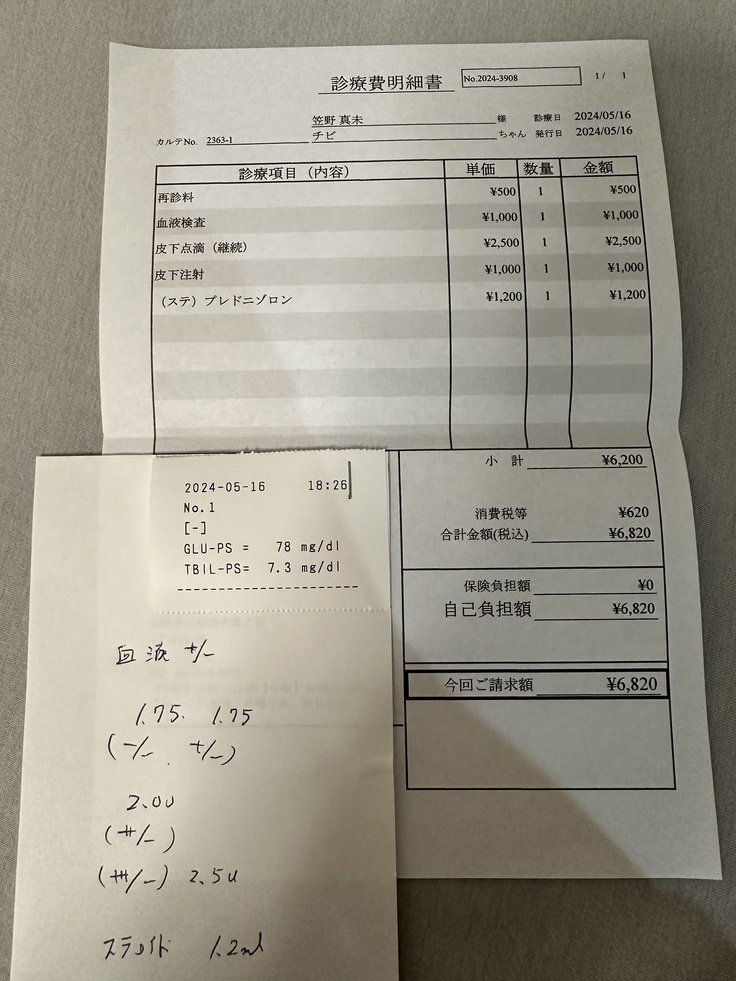 診療費明細書
No.2024-3908
1/ 1
笠野 真未 様 診療日 2024/05/16
カルテNo. 2363-1 チビ ちゃん 発行日 2024/05/16
診療項目（内容） 単価 数量 金額
再診料 ¥500 1 ¥500
血液検査 ¥1,000 1 ¥1,000
皮下点滴（継続） ¥2,500 1 ¥2,500
皮下注射 ¥1,000 1 ¥1,000
（ステ）プレドニゾロン ¥1,200 1 ¥1,200
小 計 ¥6,200
消費税等 ¥620
合計金額(税込) ¥6,820
保険負担額 ¥0
自己負担額 ¥6,820
今回ご請求額 ¥6,820
2024-05-16 18:26
No.1
[-]
GLU-PS = 78 mg/dl
TBIL-PS= 7.3 mg/dl
血液 +/-
1.75. 1.75
(-/- . +/-)
2.0U
(++/-)
(+++/-) 2.5U
ステロイド 1.2ml